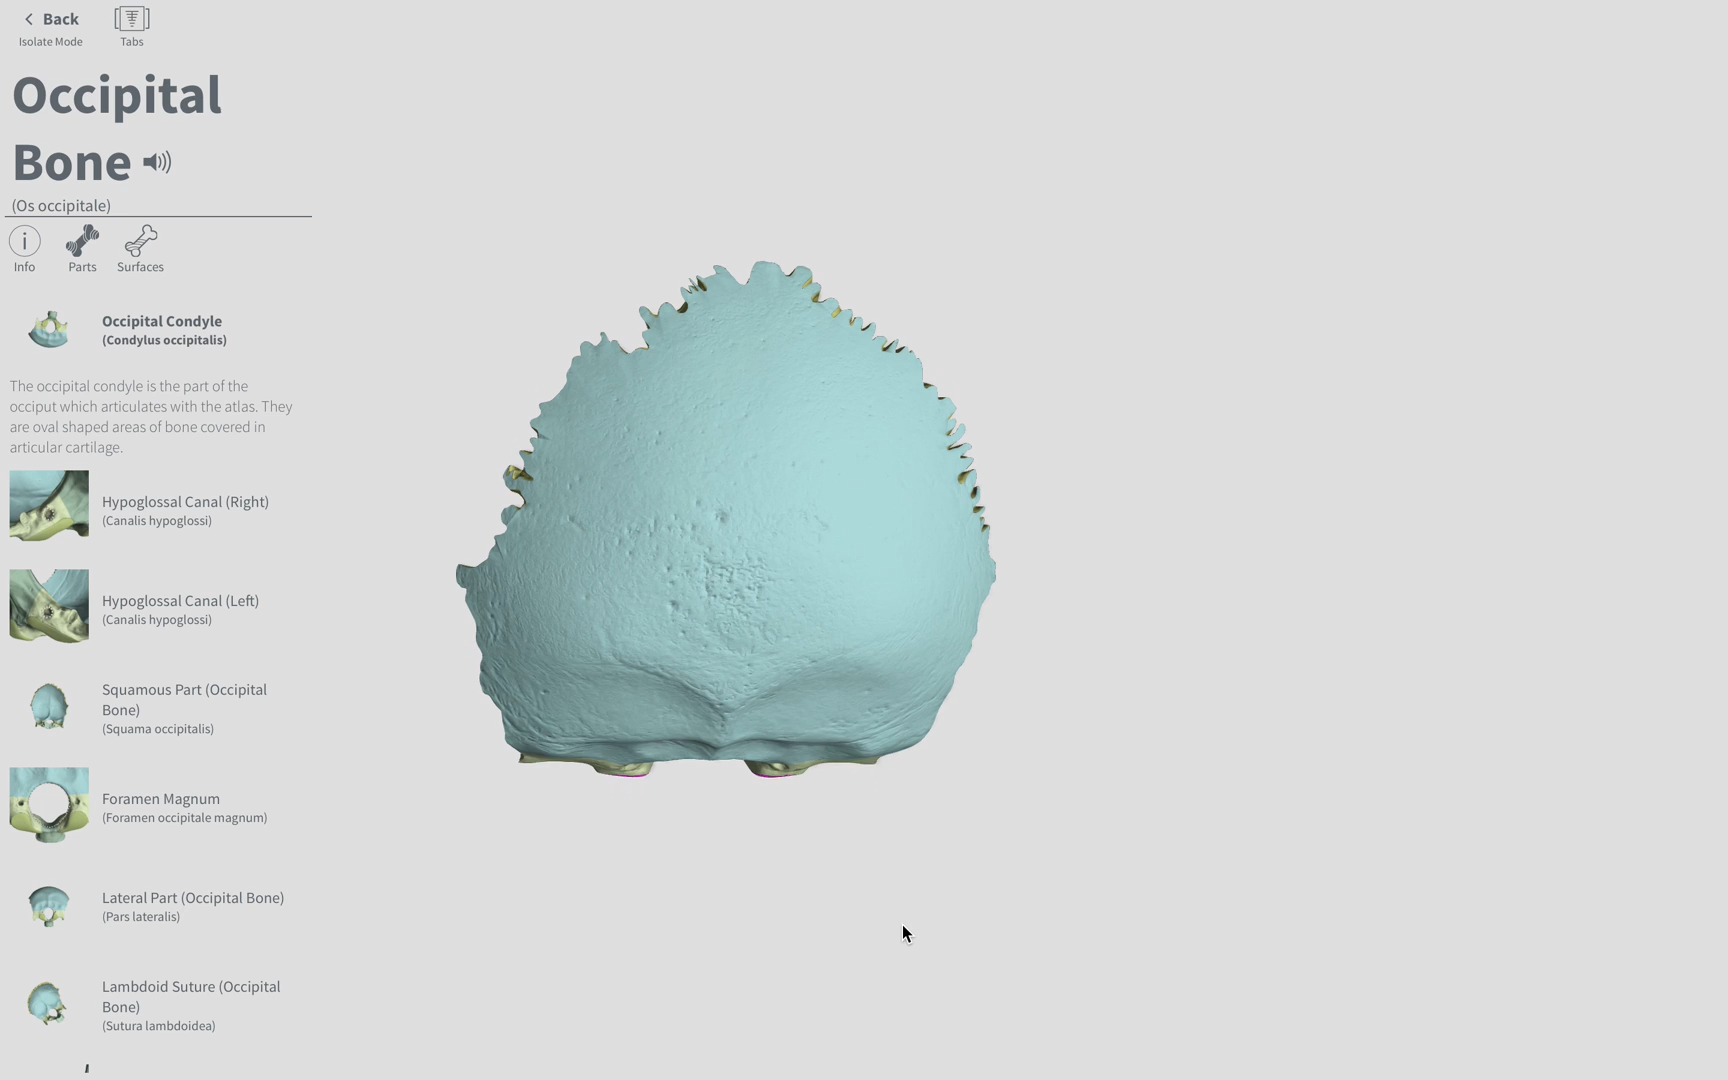 Back
Isolate Mode
Tabs
Occipital
Bone
(Os occipitale)
Info
Parts
Surfaces
Occipital Condyle
(Condylus occipitalis)
The occipital condyle is the part of the
occiput which articulates with the atlas. They
are oval shaped areas of bone covered in
articular cartilage.
Hypoglossal Canal (Right)
(Canalis hypoglossi)
Hypoglossal Canal (Left)
(Canalis hypoglossi)
Squamous Part (Occipital
Bone)
(Squama occipitalis)
Foramen Magnum
(Foramen occipitale magnum)
Lateral Part (Occipital Bone)
(Pars lateralis)
Lambdoid Suture (Occipital
Bone)
(Sutura lambdoidea)